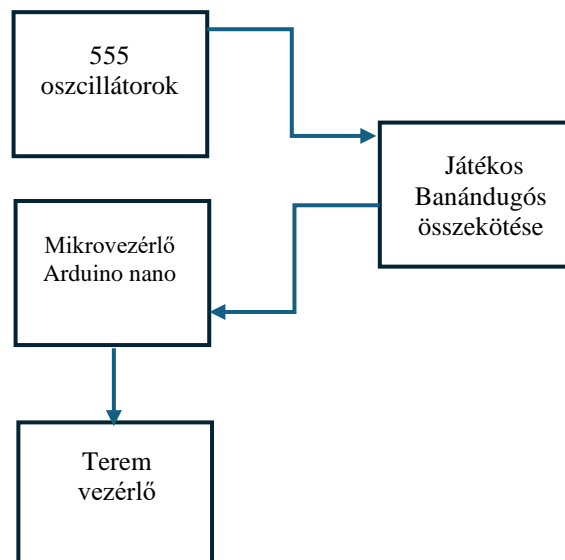 555
oszcillátorok
Játékos
Banándugós
összekötése
Mikrovezérlő
Arduino nano
Terem
vezérlő